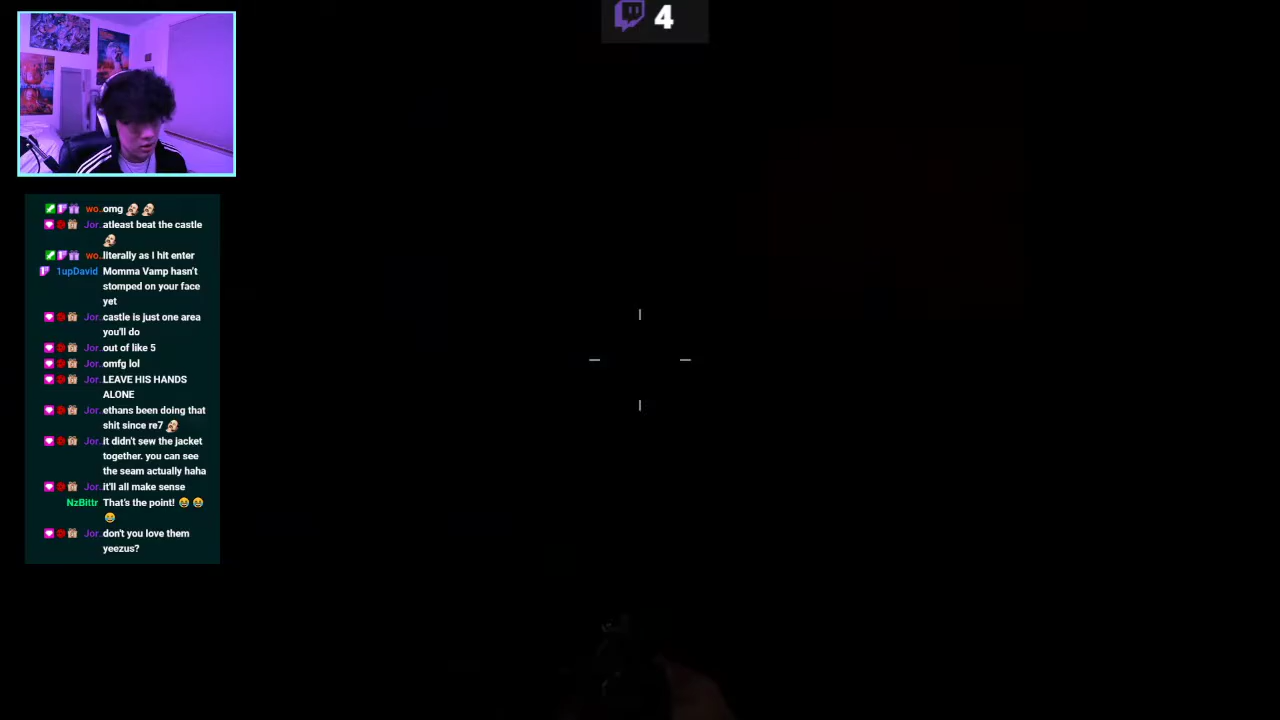 4
wo.. omg
Jor.. atleast beat the castle
wo.. literally as I hit enter
1upDavid Momma Vamp hasn't
stomped on your face
yet
Jor.. castle is just one area
you'll do
Jor.. out of like 5
Jor.. omfg lol
Jor.. LEAVE HIS HANDS
ALONE
Jor.. ethans been doing that
shit since re7
Jor.. it didn't sew the jacket
together. you can see
the seam actually haha
Jor.. it'll all make sense
NzBittr That's the point!
Jor.. don't you love them
yeezus?